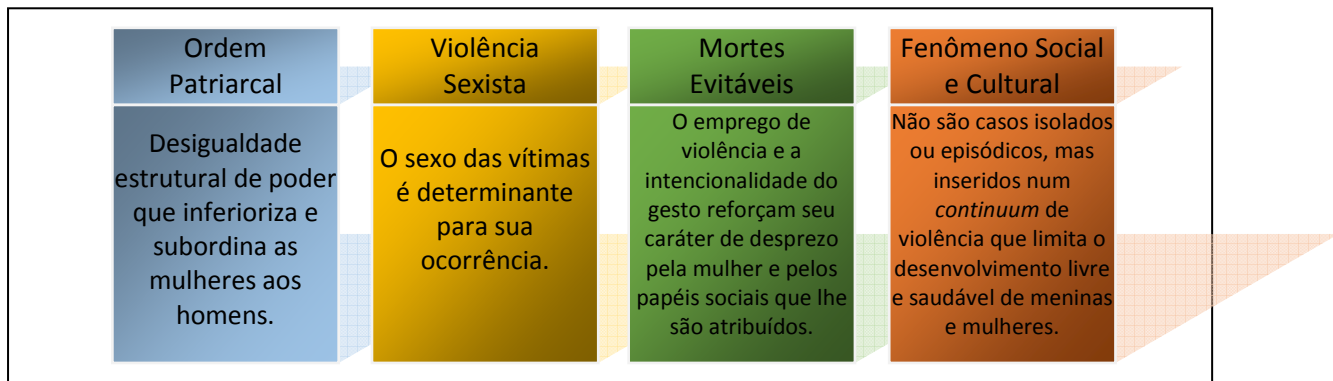 Ordem
Patriarcal
Desigualdade
estrutural de poder
que inferioriza e
subordina as
mulheres aos
homens.
Violência
Sexista
O sexo das vítimas
é determinante
para sua
ocorrência.
Mortes
Evitáveis
O emprego de
violência e a
intencionalidade do
gesto reforçam seu
caráter de desprezo
pela mulher e pelos
papéis sociais que lhe
são atribuídos.
Fenômeno Social
e Cultural
Não são casos isolados
ou episódicos, mas
inseridos num
continuum de
violência que limita o
desenvolvimento livre
e saudável de meninas
e mulheres.